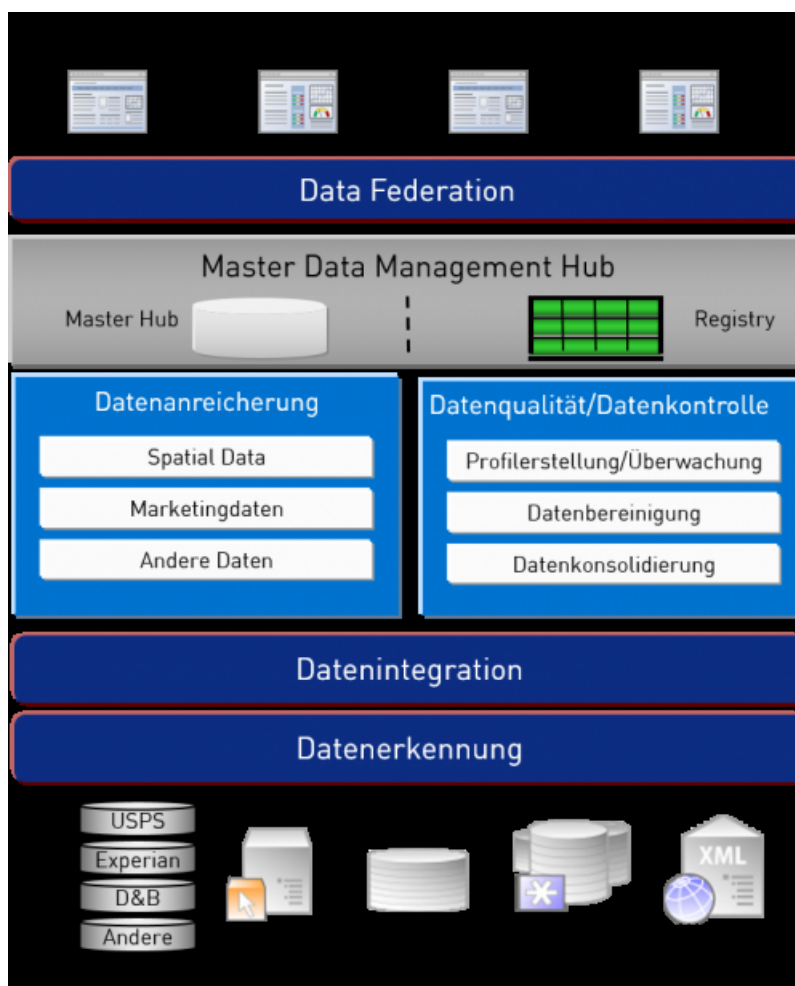 Data Federation
Master Data Management Hub
Master Hub
Registry
Datenanreicherung
Spatial Data
Marketingdaten
Andere Daten
Datenqualität/Datenkontrolle
Profilerstellung/Überwachung
Datenbereinigung
Datenkonsolidierung
Datenintegration
Datenerkennung
USPS
Experian
D&B
Andere
XML